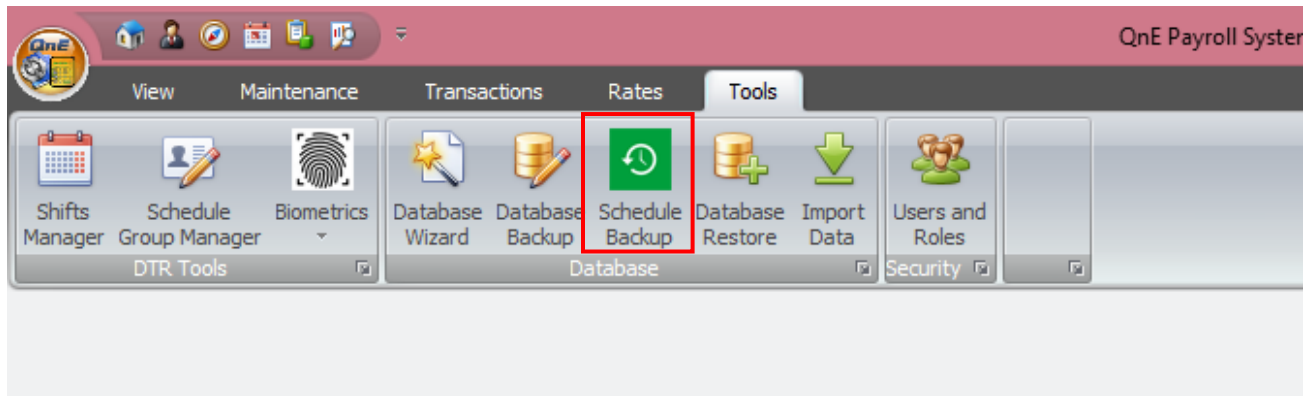 QnE
QnE Payroll System
View Maintenance Transactions Rates Tools
Shifts Manager
Schedule Group Manager
Biometrics
Database Wizard
Database Backup
Schedule Backup
Database Restore
Import Data
Users and Roles
DTR Tools Database Security